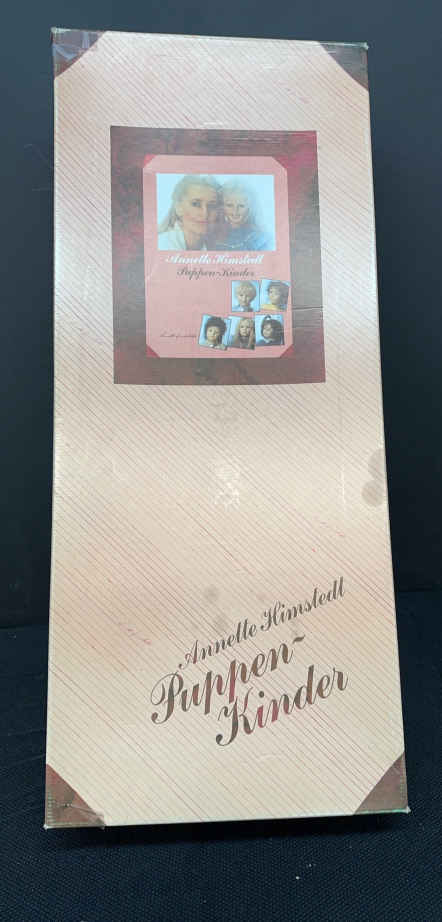 Annette Himstedt
Puppen-Kinder
Annette Himstedt
Puppen-
Kinder